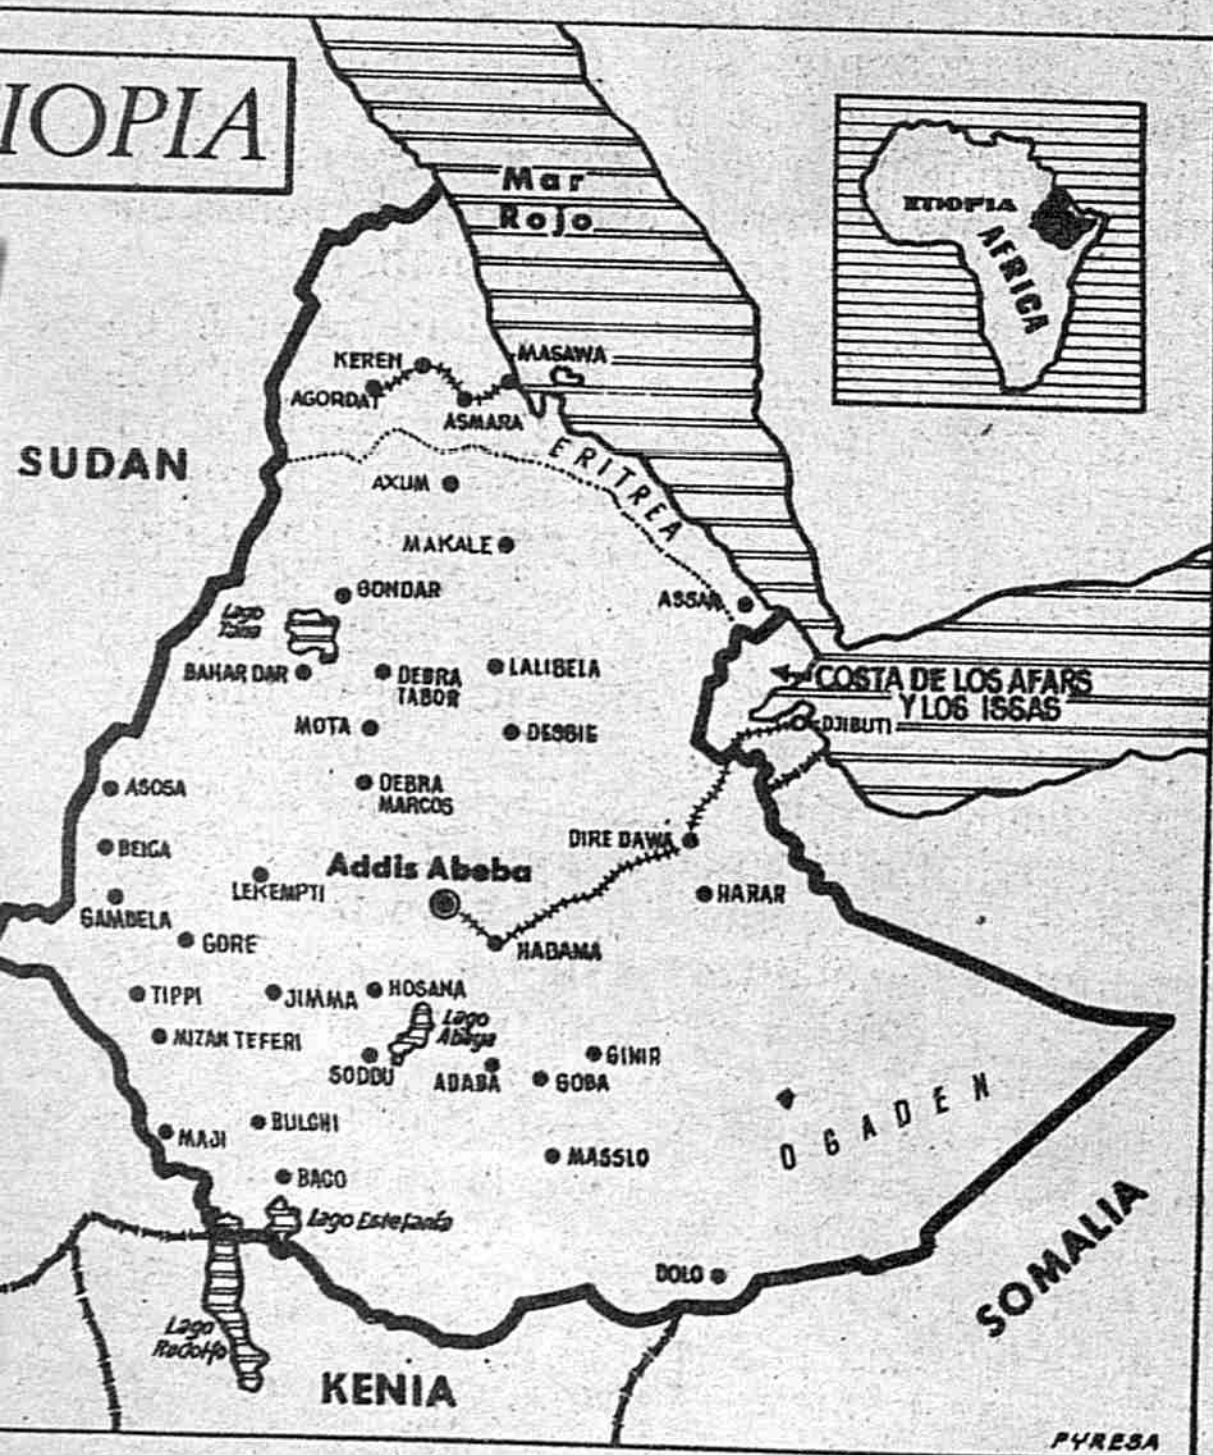 IOPIA
Mar
Rojo
ETIOPIA
AFRICA
KEREN
MASAWA
AGORDAT
ASMARA
SUDAN
ERITREA
AXUM
MAKALE
GONDAR
ASSAB
Lago
Tana
BAHAR DAR
DEBRA
TABOR
LALIBELA
COSTA DE LOS AFARS
Y LOS ISSAS
MOTA
DESSIE
DJIBUTI
ASOSA
DEBRA
MARCOS
BEIGA
DIRE DAWA
Addis Abeba
LEKEMPTI
HARAR
GAMBELA
GORE
HADAMA
TIPPI
JIMMA
HOSANA
Lago
Abaya
MIZAN TEFERI
GINIR
SODDU
ADABA
GOBA
OGADEN
BULCHI
MAJI
MASSLO
BACO
Lago Estefanía
SOMALIA
DOLO
Lago
Rodolfo
KENIA
PYRESA